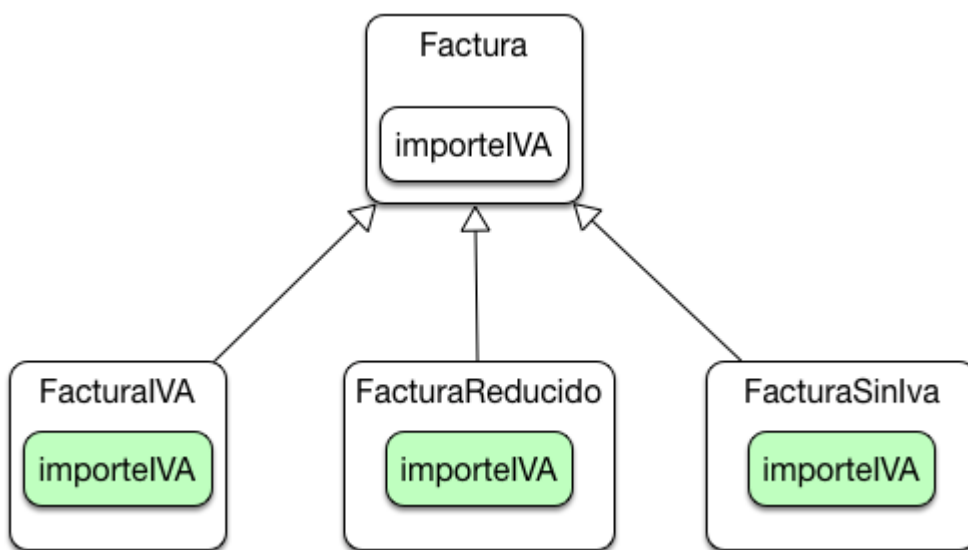 Factura
importeIVA
FacturaIVA
FacturaReducido
FacturaSinIva
importeIVA
importeIVA
importeIVA